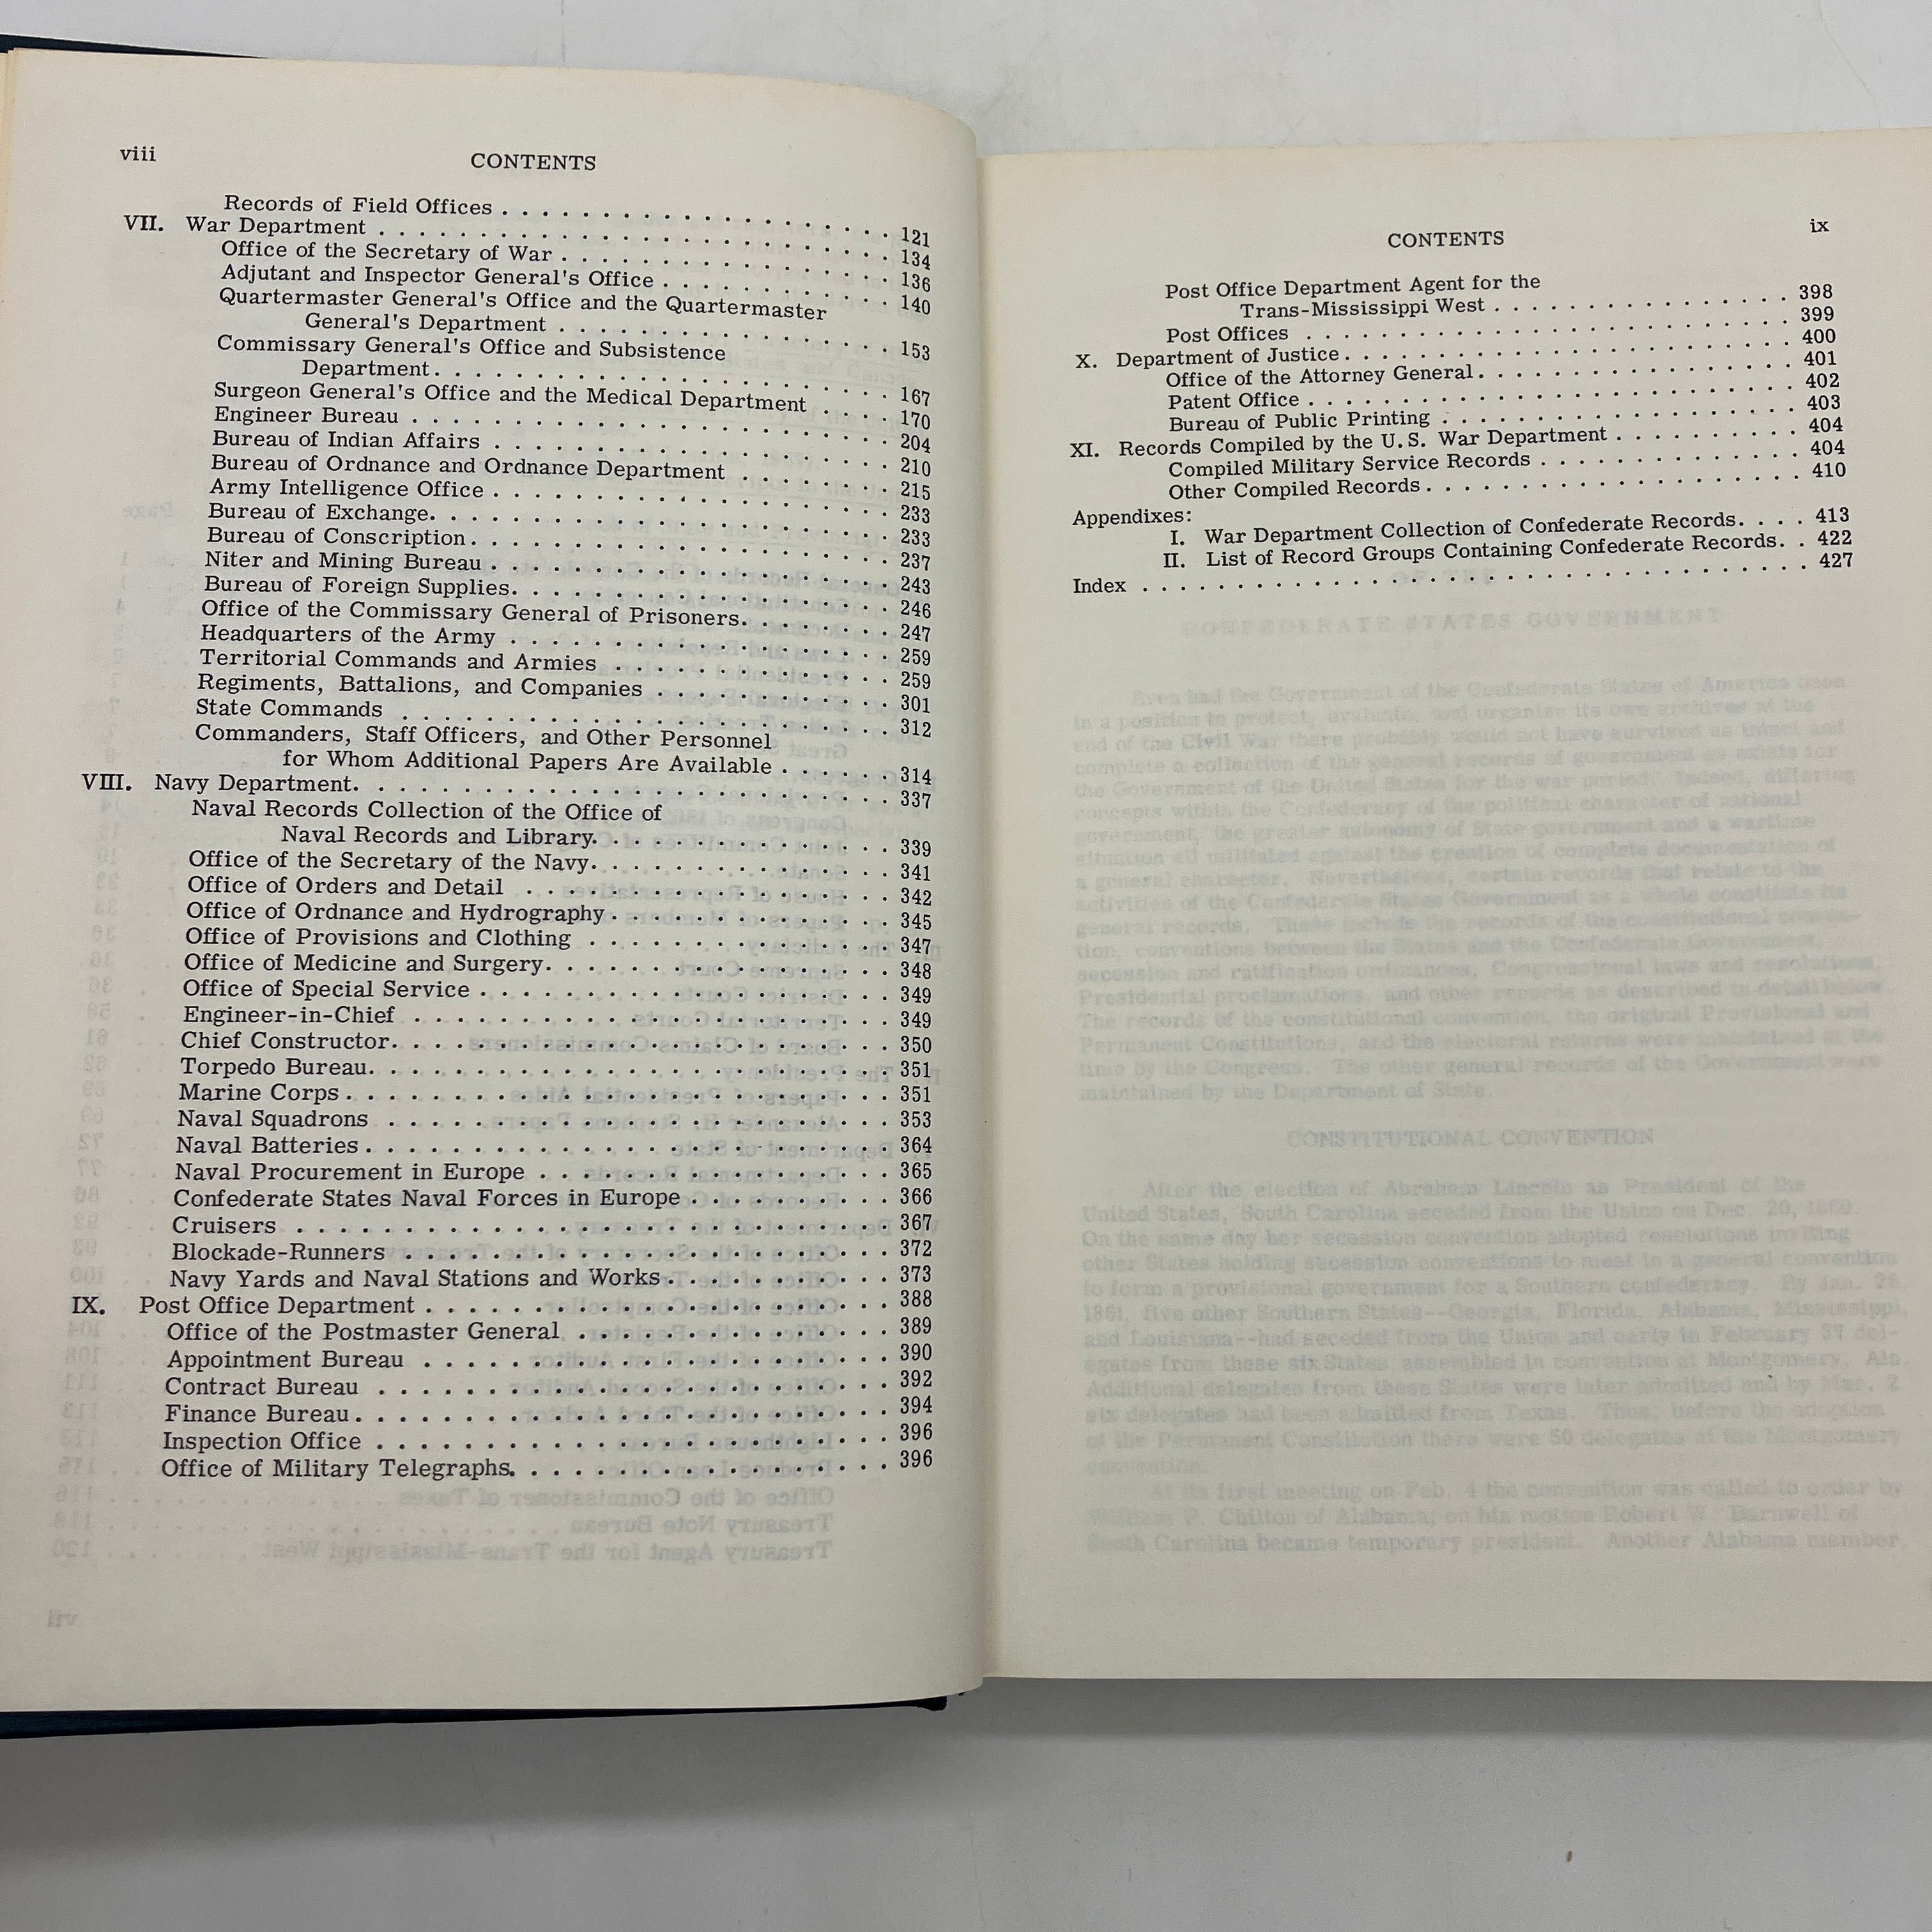 viii
CONTENTS
Records of Field Offices . . . . . . . . . . . . . . . . . . . 121
VII. War Department . . . . . . . . . . . . . . . . . . . . . . . . 134
Office of the Secretary of War . . . . . . . . . . . . . . . . 136
Adjutant and Inspector General's Office . . . . . . . . . . . 140
Quartermaster General's Office and the Quartermaster
General's Department . . . . . . . . . . . . . . . . 153
Commissary General's Office and Subsistence
Department. . . . . . . . . . . . . . . . . . . . . . 167
Surgeon General's Office and the Medical Department . . . . 170
Engineer Bureau . . . . . . . . . . . . . . . . . . . . . . . 204
Bureau of Indian Affairs . . . . . . . . . . . . . . . . . . . 210
Bureau of Ordnance and Ordnance Department . . . . . . . . 215
Army Intelligence Office . . . . . . . . . . . . . . . . . . . 233
Bureau of Exchange. . . . . . . . . . . . . . . . . . . . . . 233
Bureau of Conscription. . . . . . . . . . . . . . . . . . . . 237
Niter and Mining Bureau . . . . . . . . . . . . . . . . . . . 243
Bureau of Foreign Supplies. . . . . . . . . . . . . . . . . . 246
Office of the Commissary General of Prisoners. . . . . . . . 247
Headquarters of the Army . . . . . . . . . . . . . . . . . . 259
Territorial Commands and Armies . . . . . . . . . . . . . . 259
Regiments, Battalions, and Companies . . . . . . . . . . . . 301
State Commands . . . . . . . . . . . . . . . . . . . . . . . 312
Commanders, Staff Officers, and Other Personnel
for Whom Additional Papers Are Available . . . . . . 314
VIII. Navy Department. . . . . . . . . . . . . . . . . . . . . . . . 337
Naval Records Collection of the Office of
Naval Records and Library. . . . . . . . . . . . . . 339
Office of the Secretary of the Navy. . . . . . . . . . . . . . 341
Office of Orders and Detail . . . . . . . . . . . . . . . . . 342
Office of Ordnance and Hydrography . . . . . . . . . . . . . 345
Office of Provisions and Clothing . . . . . . . . . . . . . . 347
Office of Medicine and Surgery. . . . . . . . . . . . . . . . 348
Office of Special Service . . . . . . . . . . . . . . . . . . . 349
Engineer-in-Chief . . . . . . . . . . . . . . . . . . . . . . 349
Chief Constructor. . . . . . . . . . . . . . . . . . . . . . . 350
Torpedo Bureau. . . . . . . . . . . . . . . . . . . . . . . . 351
Marine Corps . . . . . . . . . . . . . . . . . . . . . . . . . 351
Naval Squadrons . . . . . . . . . . . . . . . . . . . . . . . 353
Naval Batteries . . . . . . . . . . . . . . . . . . . . . . . . 364
Naval Procurement in Europe . . . . . . . . . . . . . . . . 365
Confederate States Naval Forces in Europe . . . . . . . . . 366
Cruisers . . . . . . . . . . . . . . . . . . . . . . . . . . . 367
Blockade-Runners . . . . . . . . . . . . . . . . . . . . . . 372
Navy Yards and Naval Stations and Works . . . . . . . . . . 373
IX. Post Office Department . . . . . . . . . . . . . . . . . . . . . 388
Office of the Postmaster General . . . . . . . . . . . . . . 389
Appointment Bureau . . . . . . . . . . . . . . . . . . . . . 390
Contract Bureau . . . . . . . . . . . . . . . . . . . . . . . 392
Finance Bureau . . . . . . . . . . . . . . . . . . . . . . . . 394
Inspection Office . . . . . . . . . . . . . . . . . . . . . . . 396
Office of Military Telegraphs. . . . . . . . . . . . . . . . . 396
CONTENTS
ix
Post Office Department Agent for the
Trans-Mississippi West . . . . . . . . . . . . . . . 398
Post Offices . . . . . . . . . . . . . . . . . . . . . . . . . 399
X. Department of Justice . . . . . . . . . . . . . . . . . . . . . . 400
Office of the Attorney General . . . . . . . . . . . . . . . . 401
Patent Office . . . . . . . . . . . . . . . . . . . . . . . . . 402
Bureau of Public Printing . . . . . . . . . . . . . . . . . . 403
XI. Records Compiled by the U.S. War Department . . . . . . . . . . 404
Compiled Military Service Records . . . . . . . . . . . . . 404
Other Compiled Records . . . . . . . . . . . . . . . . . . . 410
Appendixes:
I. War Department Collection of Confederate Records. . . . . 413
II. List of Record Groups Containing Confederate Records. . . 422
Index . . . . . . . . . . . . . . . . . . . . . . . . . . . . . . . . . 427